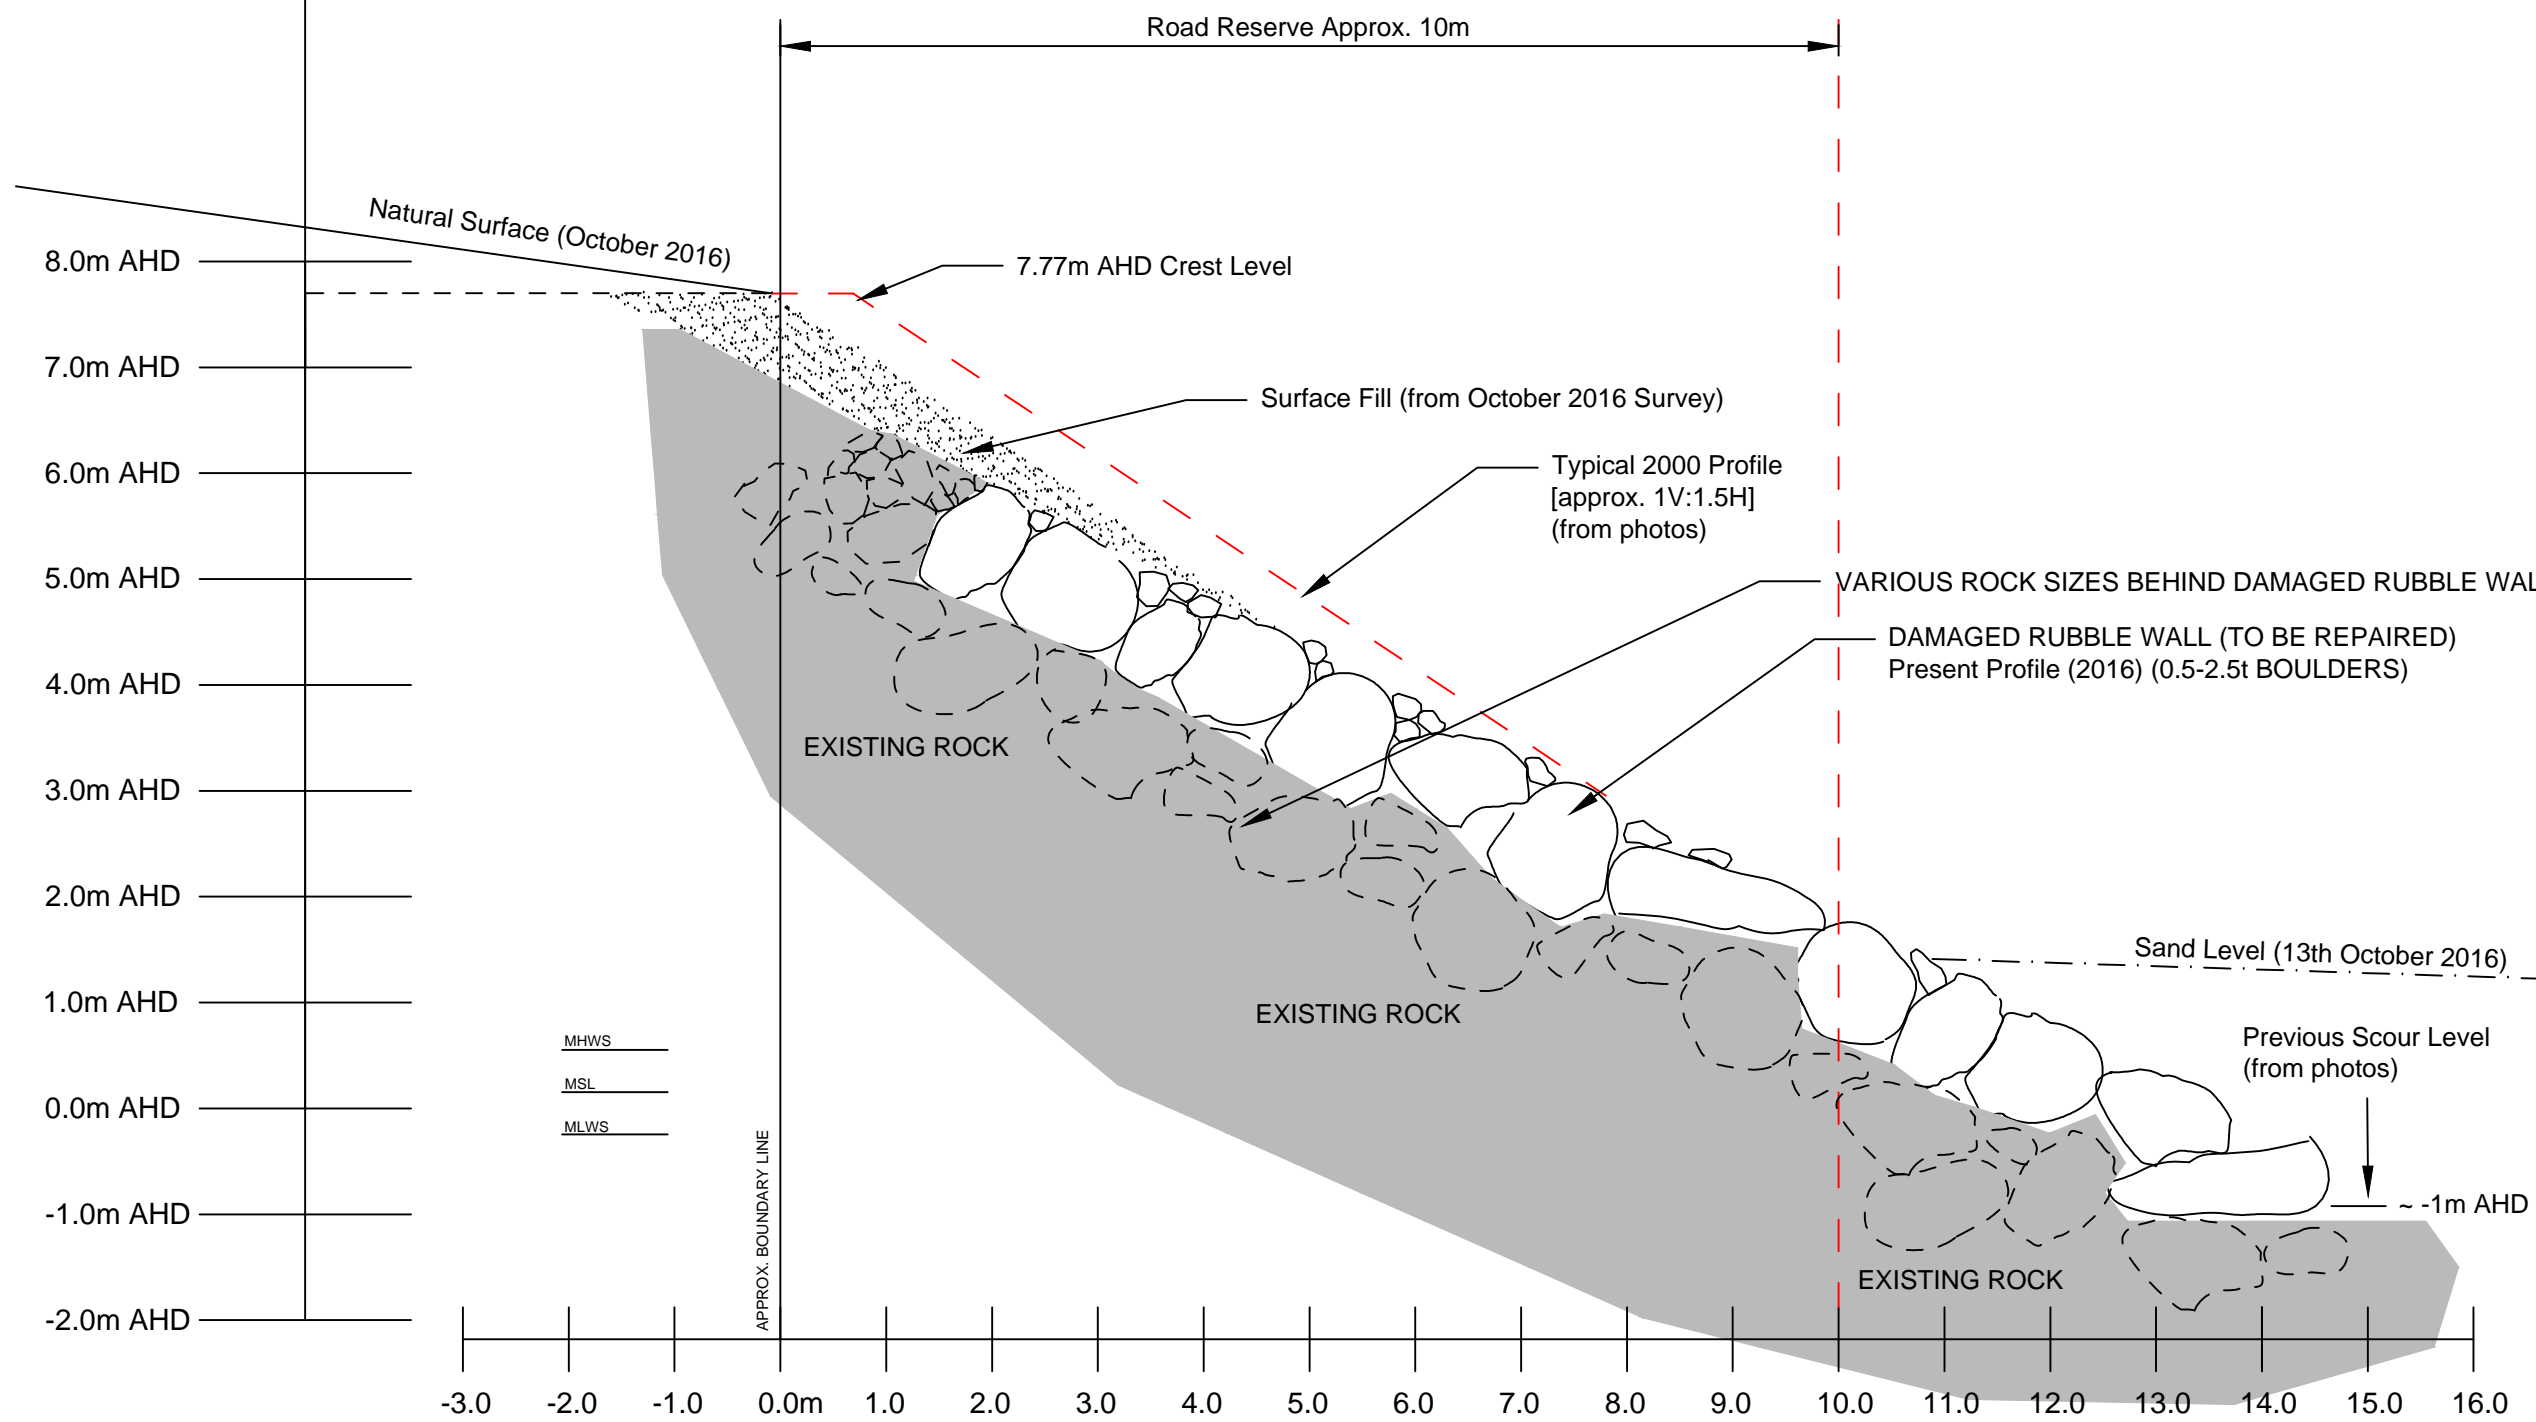 Road Reserve Approx. 10m
Natural Surface (October 2016)
8.0m AHD
7.77m AHD Crest Level
7.0m AHD
Surface Fill (from October 2016 Survey)
6.0m AHD
Typical 2000 Profile
[approx. 1V:1.5H]
(from photos)
5.0m AHD
VARIOUS ROCK SIZES BEHIND DAMAGED RUBBLE WAL
DAMAGED RUBBLE WALL (TO BE REPAIRED)
Present Profile (2016) (0.5-2.5t BOULDERS)
4.0m AHD
EXISTING ROCK
3.0m AHD
2.0m AHD
Sand Level (13th October 2016)
1.0m AHD
EXISTING ROCK
MHWS
Previous Scour Level
(from photos)
MSL
0.0m AHD
MLWS
APPROX. BOUNDARY LINE
-1.0m AHD
~ -1m AHD
EXISTING ROCK
-2.0m AHD
-3.0 -2.0 -1.0 0.0m 1.0 2.0 3.0 4.0 5.0 6.0 7.0 8.0 9.0 10.0 11.0 12.0 13.0 14.0 15.0 16.0